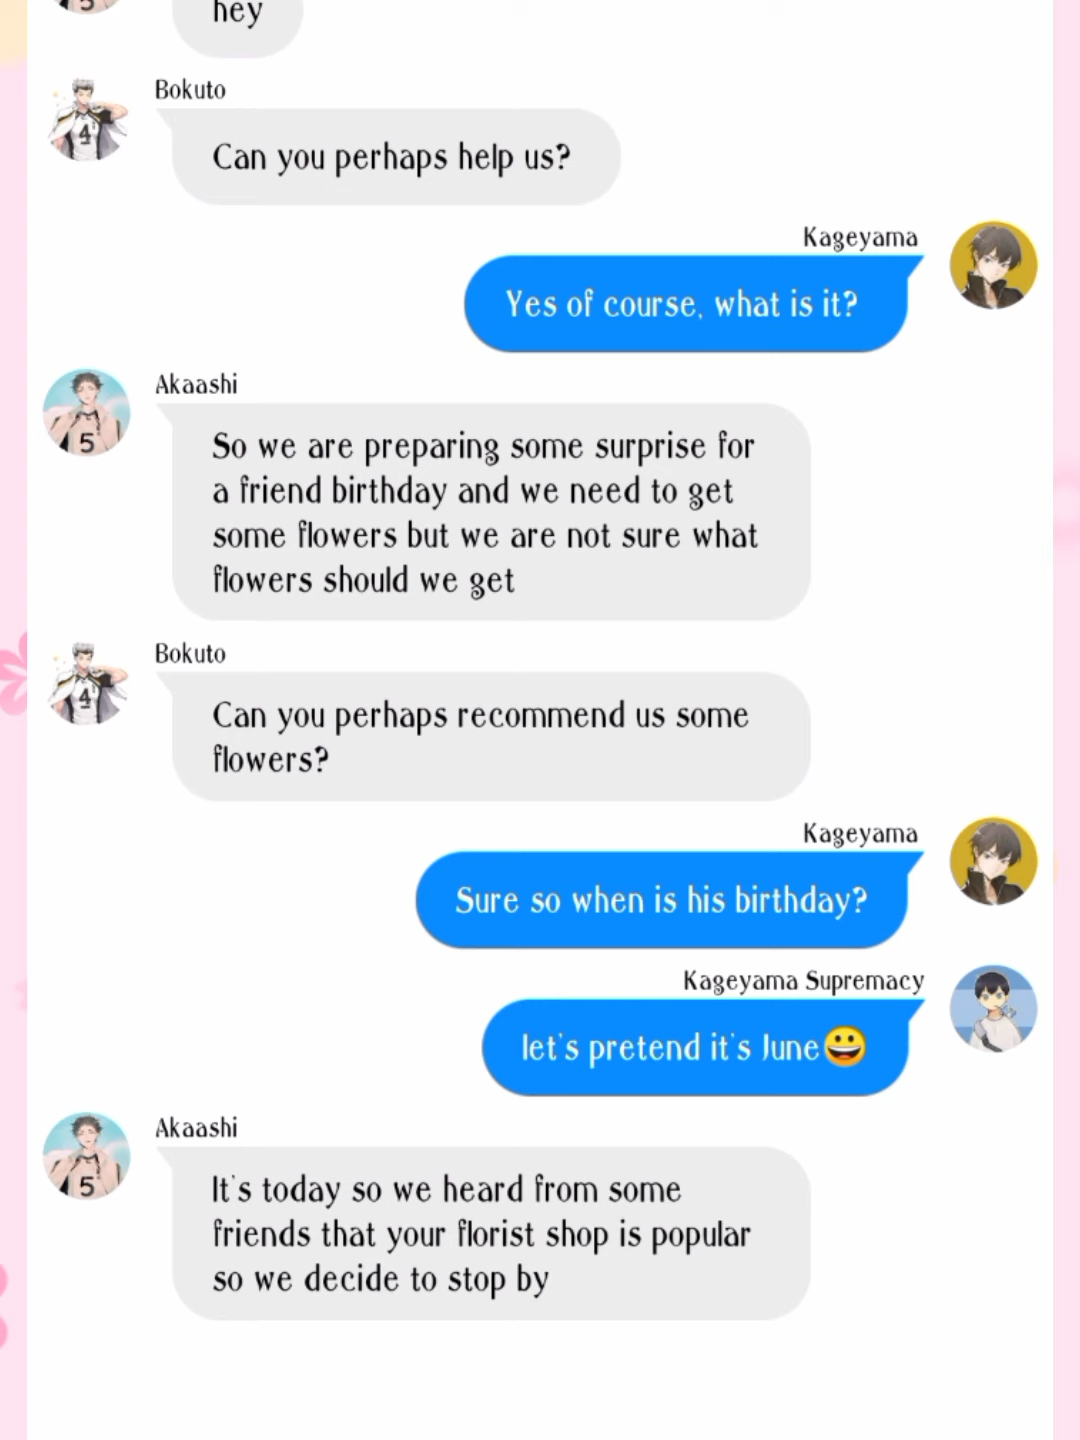 hey
Bokuto
Can you perhaps help us?
Kageyama
Yes of course, what is it?
Akaashi
So we are preparing some surprise for
a friend birthday and we need to get
some flowers but we are not sure what
flowers should we get
Bokuto
Can you perhaps recommend us some
flowers?
Kageyama
Sure so when is his birthday?
Kageyama Supremacy
let's pretend it's June😀
Akaashi
It's today so we heard from some
friends that your florist shop is popular
so we decide to stop by
4
5
4
5